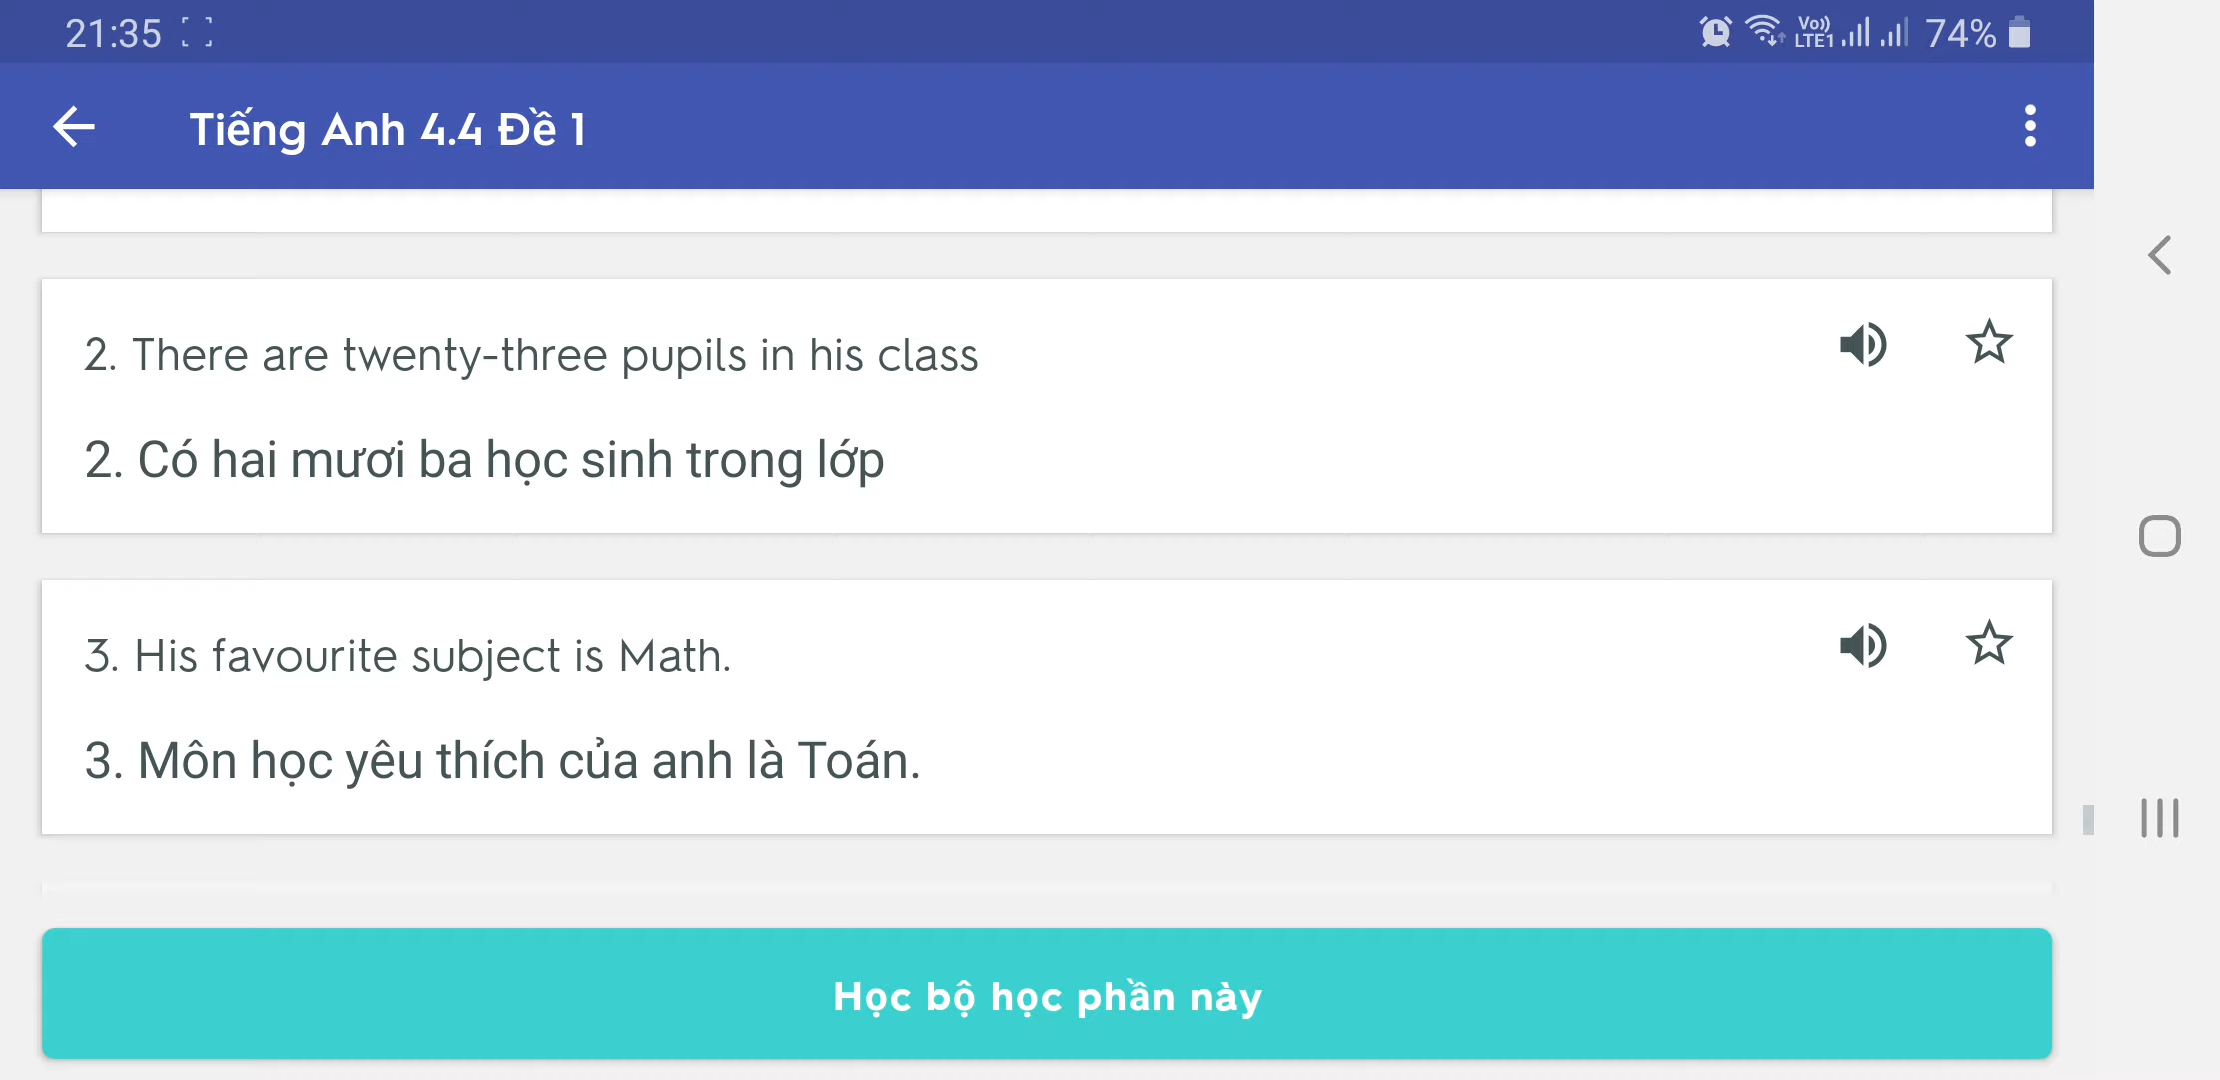 21:35
Vo))
LTE1
74%
Tiếng Anh 4.4 Đề 1
2. There are twenty-three pupils in his class
2. Có hai mươi ba học sinh trong lớp
3. His favourite subject is Math.
3. Môn học yêu thích của anh là Toán.
Học bộ học phần này